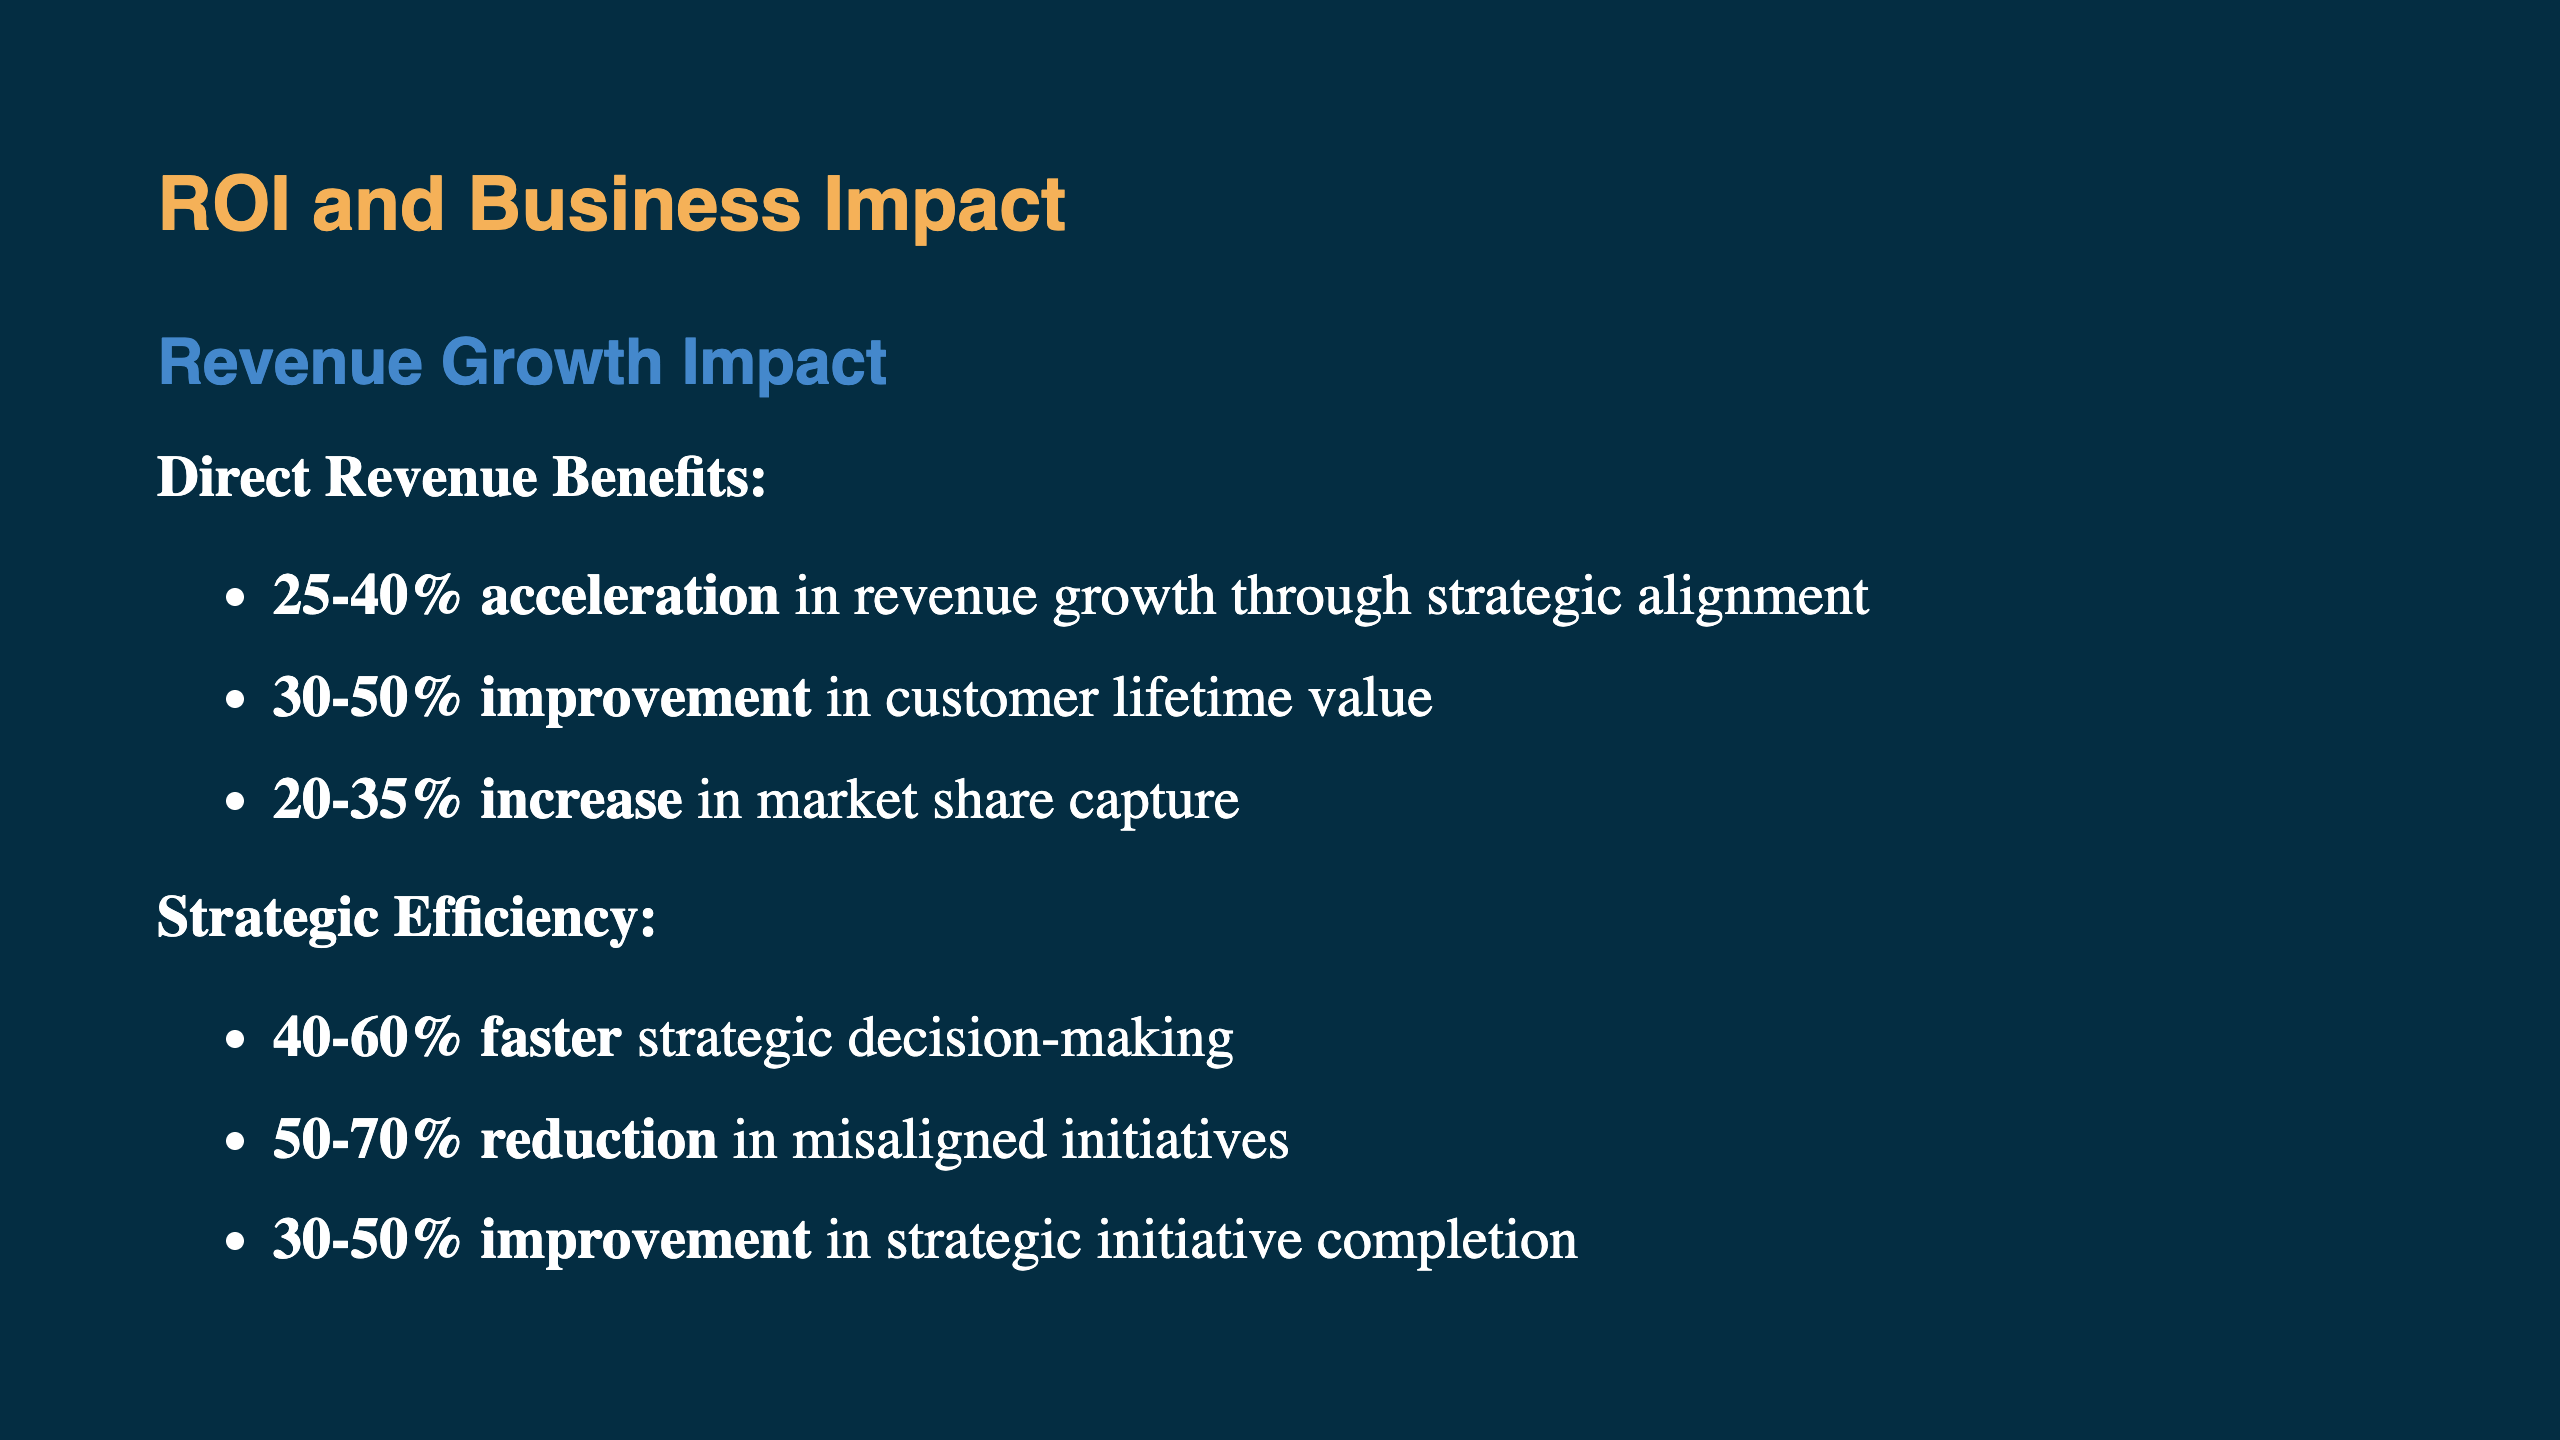 ROI and Business Impact
Revenue Growth Impact
Direct Revenue Benefits:
• 25-40% acceleration in revenue growth through strategic alignment
• 30-50% improvement in customer lifetime value
• 20-35% increase in market share capture
Strategic Efficiency:
• 40-60% faster strategic decision-making
• 50-70% reduction in misaligned initiatives
• 30-50% improvement in strategic initiative completion